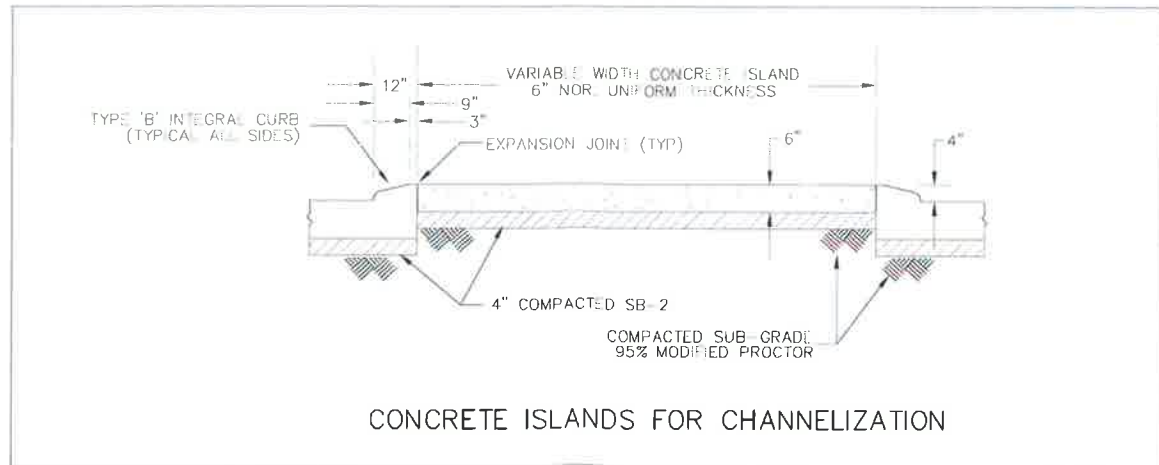 12"
VARIABLE WIDTH CONCRETE ISLAND
6" NOR. UNIFORM THICKNESS
9"
TYPE 'B' INTEGRAL CURB
(TYPICAL ALL SIDES)
3"
EXPANSION JOINT (TYP)
6"
4"
4" COMPACTED SB-2
COMPACTED SUB-GRADE
95% MODIFIED PROCTOR
CONCRETE ISLANDS FOR CHANNELIZATION